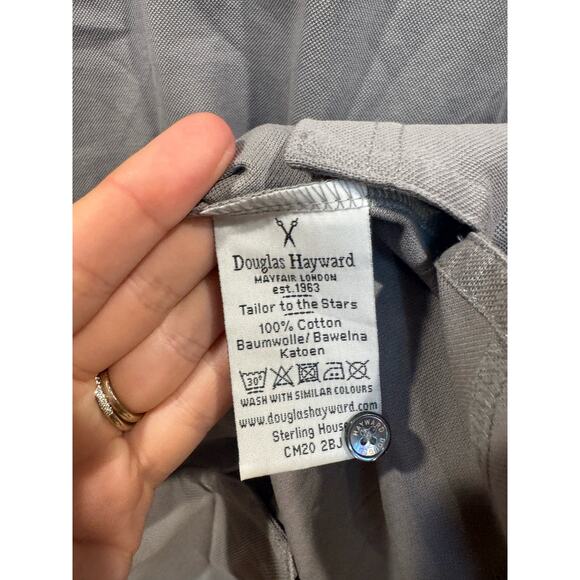 Douglas Hayward
MAYFAIR LONDON
est.1963
Tailor to the Stars
100% Cotton
Baumwolle/ Bawełna
Katoen
30°
WASH WITH SIMILAR COLOURS
www.douglashayward.com
Sterling House
CM20 2BJ
HAYWARD